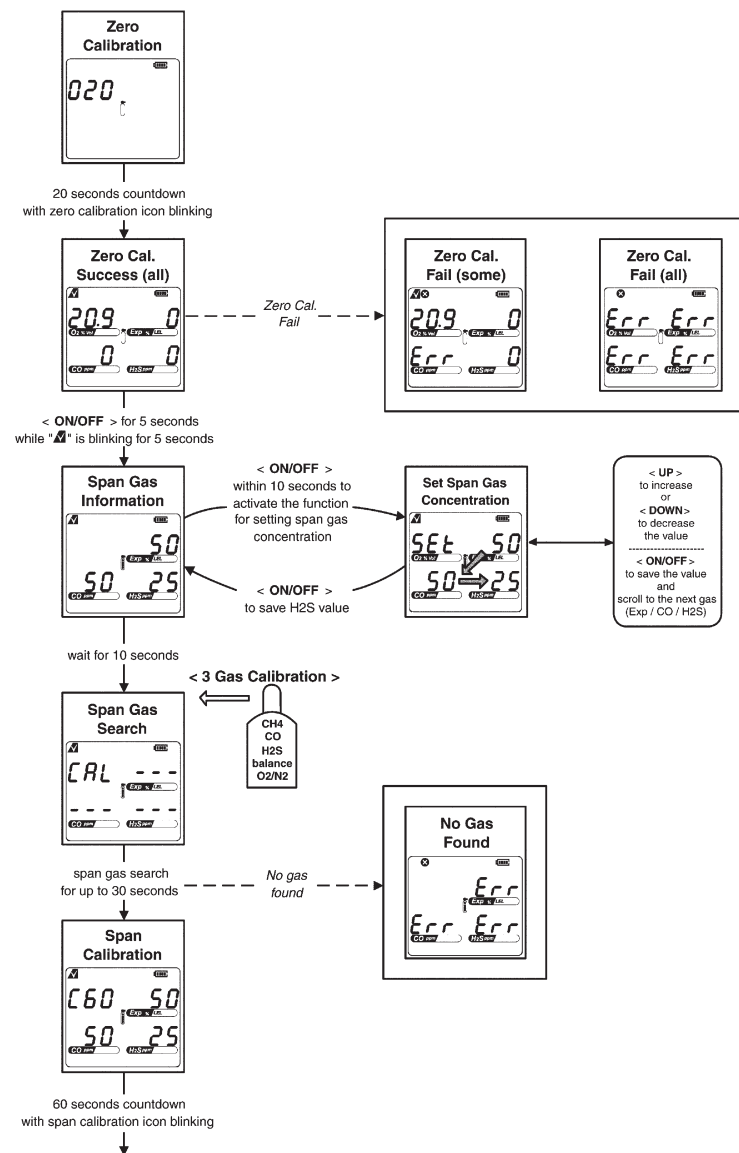 Zero
Calibration
020
20 seconds countdown
with zero calibration icon blinking
Zero Cal.
Success (all)
20.9 0
O2 % Vol Exp % LEL
0 0
CO ppm H2S ppm
Zero Cal.
Fail
Zero Cal.
Fail (some)
20.9 0
O2 % Vol Exp % LEL
Err 0
CO ppm H2S ppm
Zero Cal.
Fail (all)
Err Err
O2 % Vol Exp % LEL
Err Err
CO ppm H2S ppm
< ON/OFF > for 5 seconds
while "√" is blinking for 5 seconds
Span Gas
Information
50
Exp % LEL
50 25
CO ppm H2S ppm
< ON/OFF >
within 10 seconds to
activate the function
for setting span gas
concentration
< ON/OFF >
to save H2S value
Set Span Gas
Concentration
SEt 50
O2 % Vol Exp % LEL
50 25
CO ppm H2S ppm
< UP >
to increase
or
< DOWN>
to decrease
the value
< ON/OFF>
to save the value
and
scroll to the next gas
(Exp / CO / H2S)
wait for 10 seconds
< 3 Gas Calibration >
CH4
CO
H2S
balance
O2/N2
Span Gas
Search
CAL - - -
Exp % LEL
- - - - - -
CO ppm H2S ppm
span gas search
for up to 30 seconds
No gas
found
No Gas
Found
Err
Exp % LEL
Err Err
CO ppm H2S ppm
Span
Calibration
C60 50
Exp % LEL
50 25
CO ppm H2S ppm
60 seconds countdown
with span calibration icon blinking